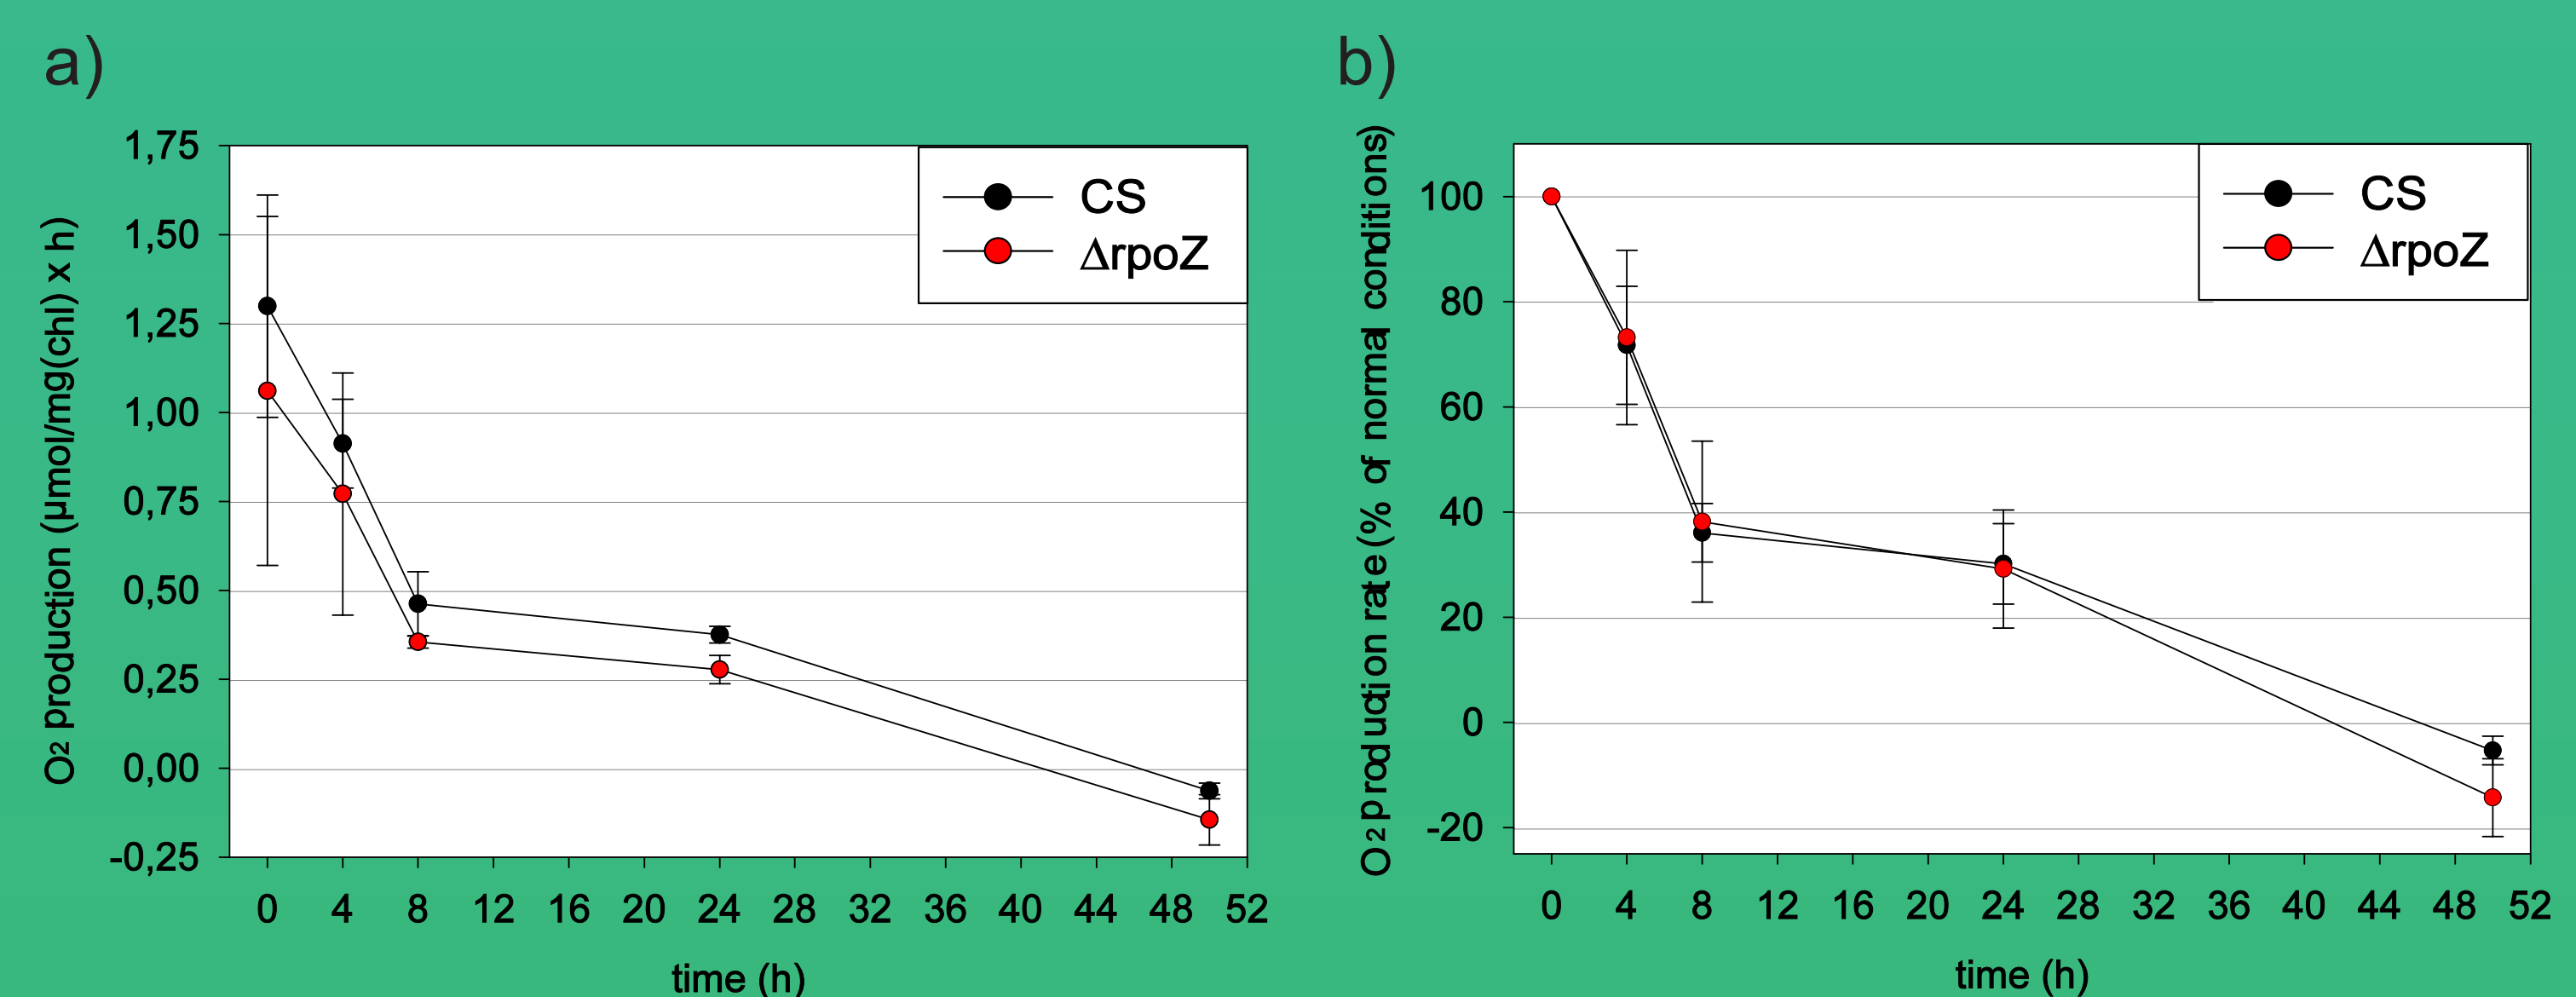 a)
O2 production (µmol/mg(chl) x h)
1,75
1,50
1,25
1,00
0,75
0,50
0,25
0,00
-0,25
CS
ΔrpoZ
0 4 8 12 16 20 24 28 32 36 40 44 48 52
time (h)
b)
O2 production rate (% of normal conditions)
100
80
60
40
20
0
-20
CS
ΔrpoZ
0 4 8 12 16 20 24 28 32 36 40 44 48 52
time (h)